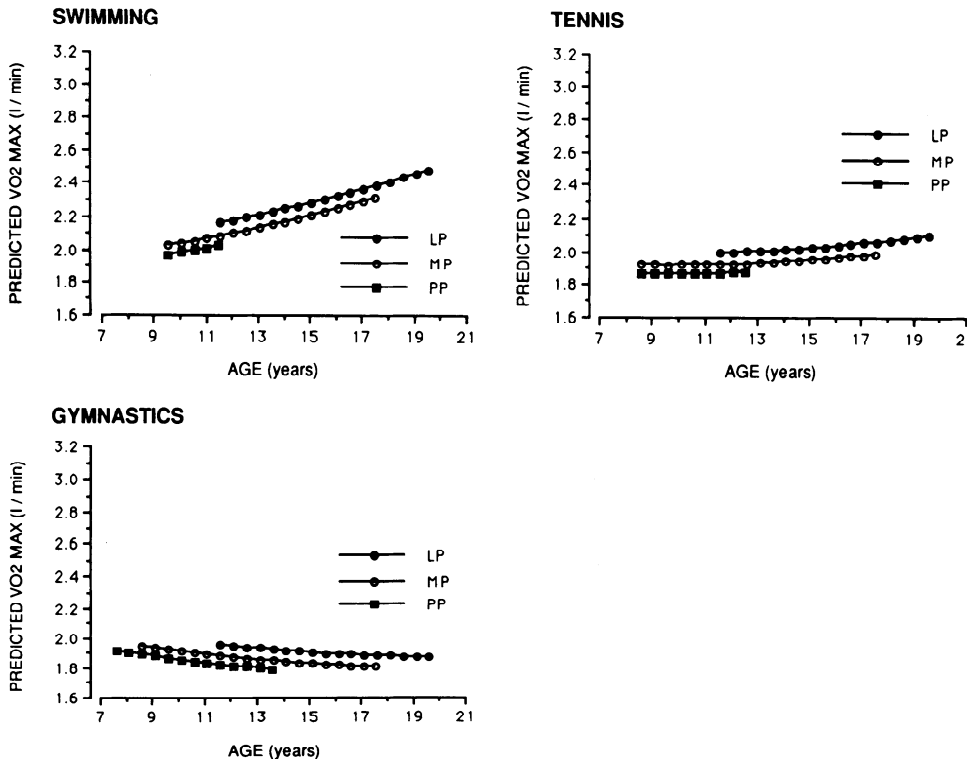 SWIMMING
PREDICTED VO2 MAX (l / min)
3.2
3.0
2.8
2.6
2.4
2.2
2.0
1.8
1.6
LP
MP
PP
7 9 11 13 15 17 19 21
AGE (years)
TENNIS
PREDICTED VO2 MAX (l / min)
3.2
3.0
2.8
2.6
2.4
2.2
2.0
1.8
1.6
LP
MP
PP
7 9 11 13 15 17 19 2
AGE (years)
GYMNASTICS
PREDICTED VO2 MAX (l / min)
3.2
3.0
2.8
2.6
2.4
2.2
2.0
1.8
1.6
LP
MP
PP
7 9 11 13 15 17 19 21
AGE (years)